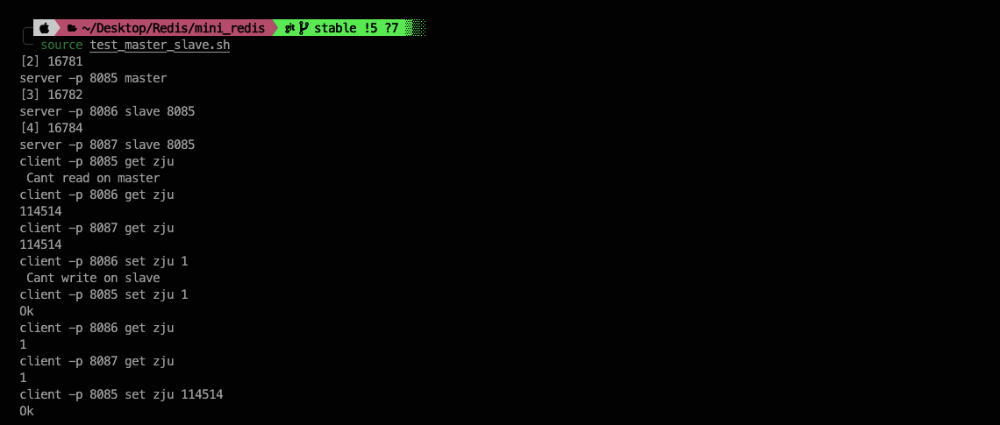 ~/Desktop/Redis/mini_redis git stable !5 ?7
source test_master_slave.sh
[2] 16781
server -p 8085 master
[3] 16782
server -p 8086 slave 8085
[4] 16784
server -p 8087 slave 8085
client -p 8085 get zju
Cant read on master
client -p 8086 get zju
114514
client -p 8087 get zju
114514
client -p 8086 set zju 1
Cant write on slave
client -p 8085 set zju 1
Ok
client -p 8086 get zju
1
client -p 8087 get zju
1
client -p 8085 set zju 114514
Ok